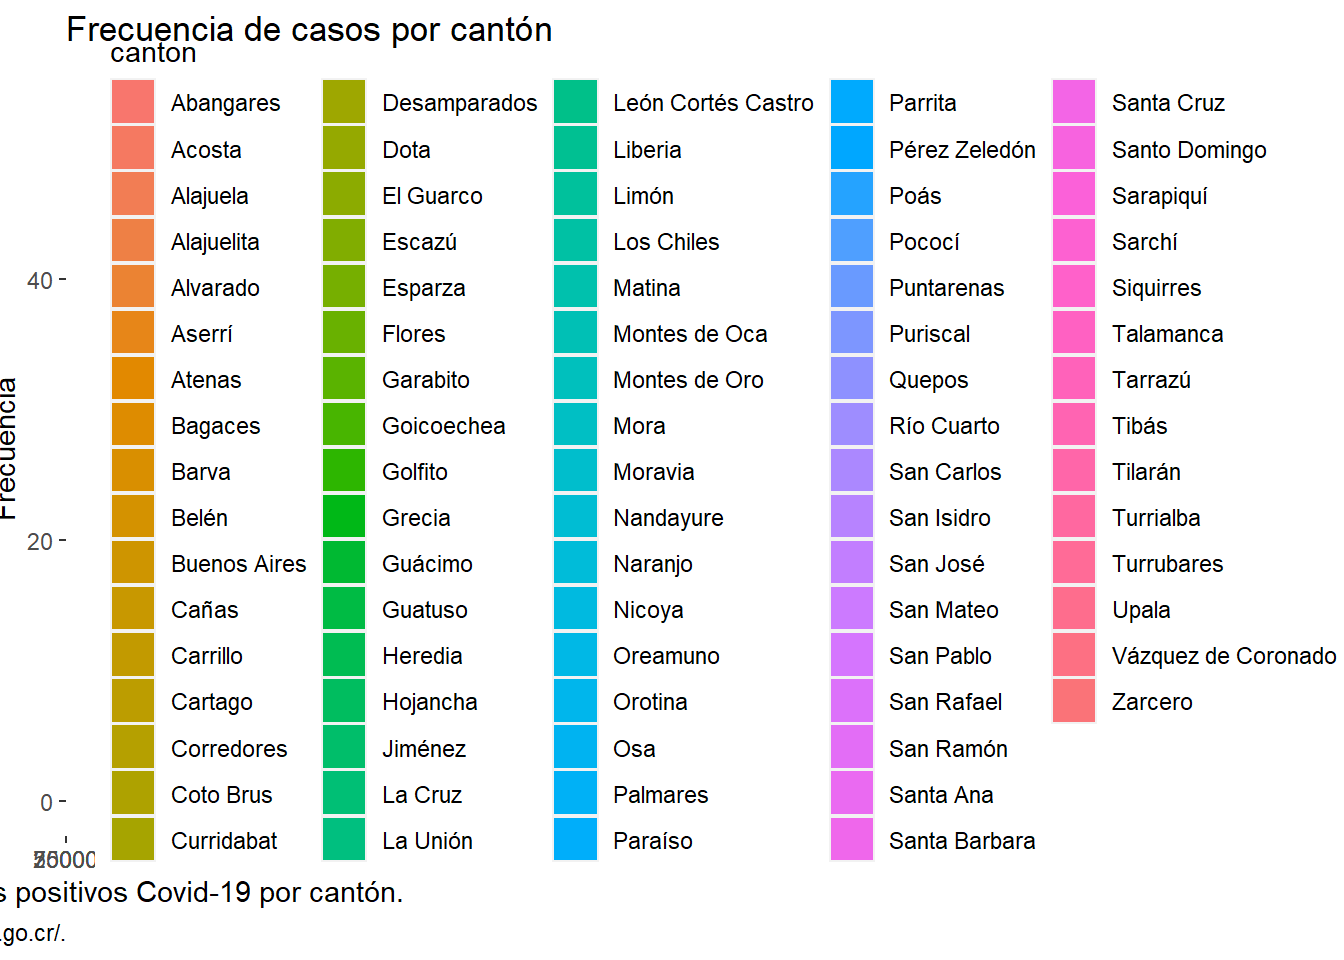 Frecuencia de casos por cantón
canton
Abangares
Acosta
Alajuela
Alajuelita
Alvarado
Aserrí
Atenas
Bagaces
Barva
Belén
Buenos Aires
Cañas
Carrillo
Cartago
Corredores
Coto Brus
Curridabat
Desamparados
Dota
El Guarco
Escazú
Esparza
Flores
Garabito
Goicoechea
Golfito
Grecia
Guácimo
Guatuso
Heredia
Hojancha
Jiménez
La Cruz
La Unión
León Cortés Castro
Liberia
Limón
Los Chiles
Matina
Montes de Oca
Montes de Oro
Mora
Moravia
Nandayure
Naranjo
Nicoya
Oreamuno
Orotina
Osa
Palmares
Paraíso
Parrita
Pérez Zeledón
Poás
Pococí
Puntarenas
Puriscal
Quepos
Río Cuarto
San Carlos
San Isidro
San José
San Mateo
San Pablo
San Rafael
San Ramón
Santa Ana
Santa Barbara
Santa Cruz
Santo Domingo
Sarapiquí
Sarchí
Siquirres
Talamanca
Tarrazú
Tibás
Tilarán
Turrialba
Turrubares
Upala
Vázquez de Coronado
Zarcero
Frecuencia
40
20
0
s positivos Covid-19 por cantón.
.go.cr/.